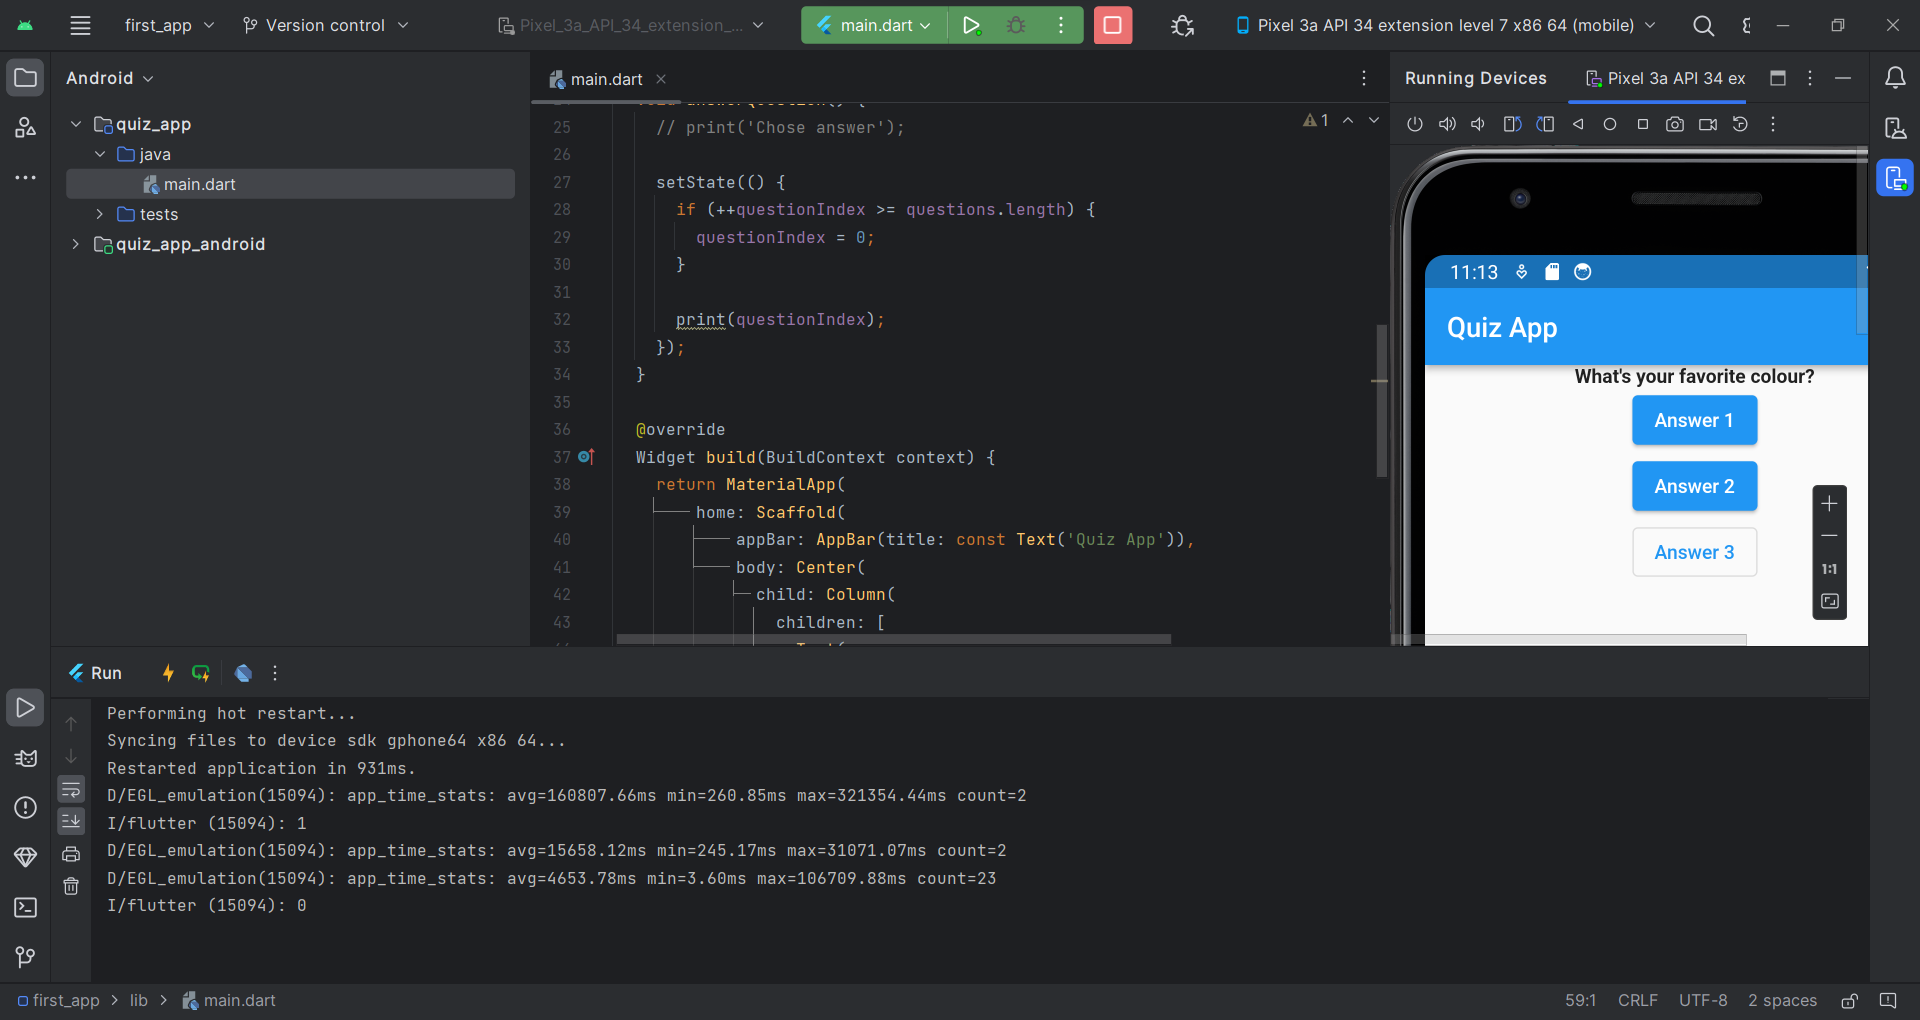 first_app
Version control
Pixel_3a_API_34_extension_...
main.dart
Pixel 3a API 34 extension level 7 x86 64 (mobile)
Android
quiz_app
java
main.dart
tests
quiz_app_android
main.dart
1
25 // print('Chose answer');
26
27 setState(() {
28 if (++questionIndex >= questions.length) {
29 questionIndex = 0;
30 }
31
32 print(questionIndex);
33 });
34 }
35
36 @override
37 Widget build(BuildContext context) {
38 return MaterialApp(
39 home: Scaffold(
40 appBar: AppBar(title: const Text('Quiz App')),
41 body: Center(
42 child: Column(
43 children: [
Running Devices
Pixel 3a API 34 ex
11:13
Quiz App
What's your favorite colour?
Answer 1
Answer 2
Answer 3
1:1
Run
Performing hot restart...
Syncing files to device sdk gphone64 x86 64...
Restarted application in 931ms.
D/EGL_emulation(15094): app_time_stats: avg=160807.66ms min=260.85ms max=321354.44ms count=2
I/flutter (15094): 1
D/EGL_emulation(15094): app_time_stats: avg=15658.12ms min=245.17ms max=31071.07ms count=2
D/EGL_emulation(15094): app_time_stats: avg=4653.78ms min=3.60ms max=106709.88ms count=23
I/flutter (15094): 0
first_app > lib > main.dart
59:1 CRLF UTF-8 2 spaces